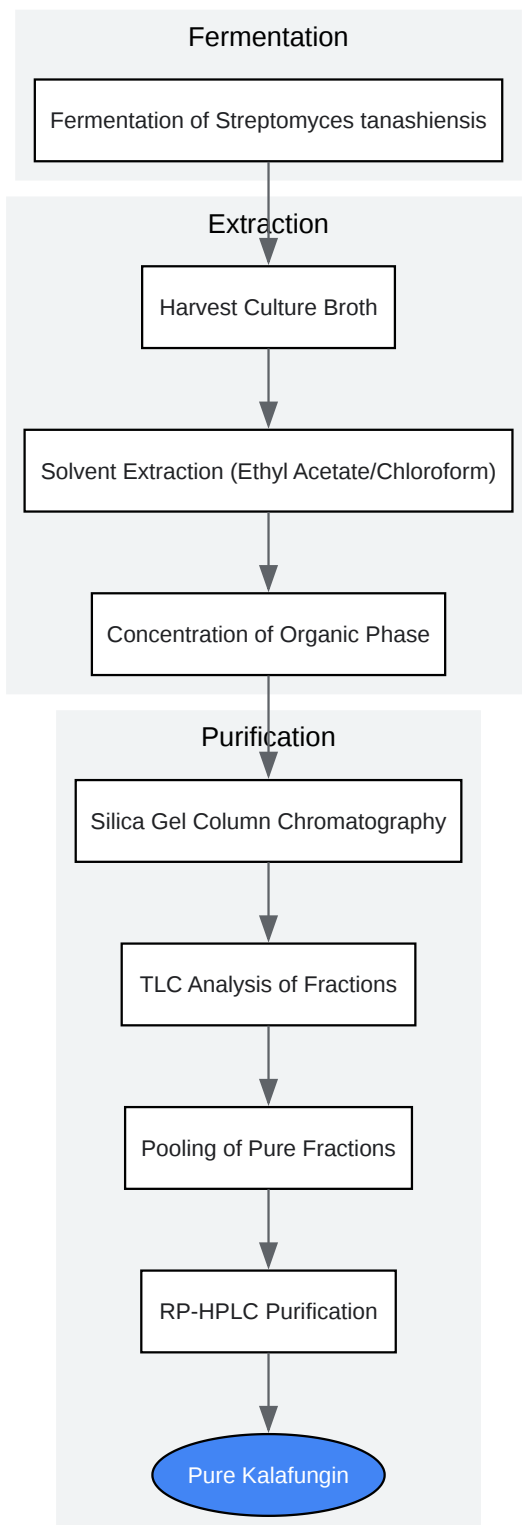 Fermentation
Fermentation of Streptomyces tanashiensis
Extraction
Harvest Culture Broth
Solvent Extraction (Ethyl Acetate/Chloroform)
Concentration of Organic Phase
Purification
Silica Gel Column Chromatography
TLC Analysis of Fractions
Pooling of Pure Fractions
RP-HPLC Purification
Pure Kalafungin